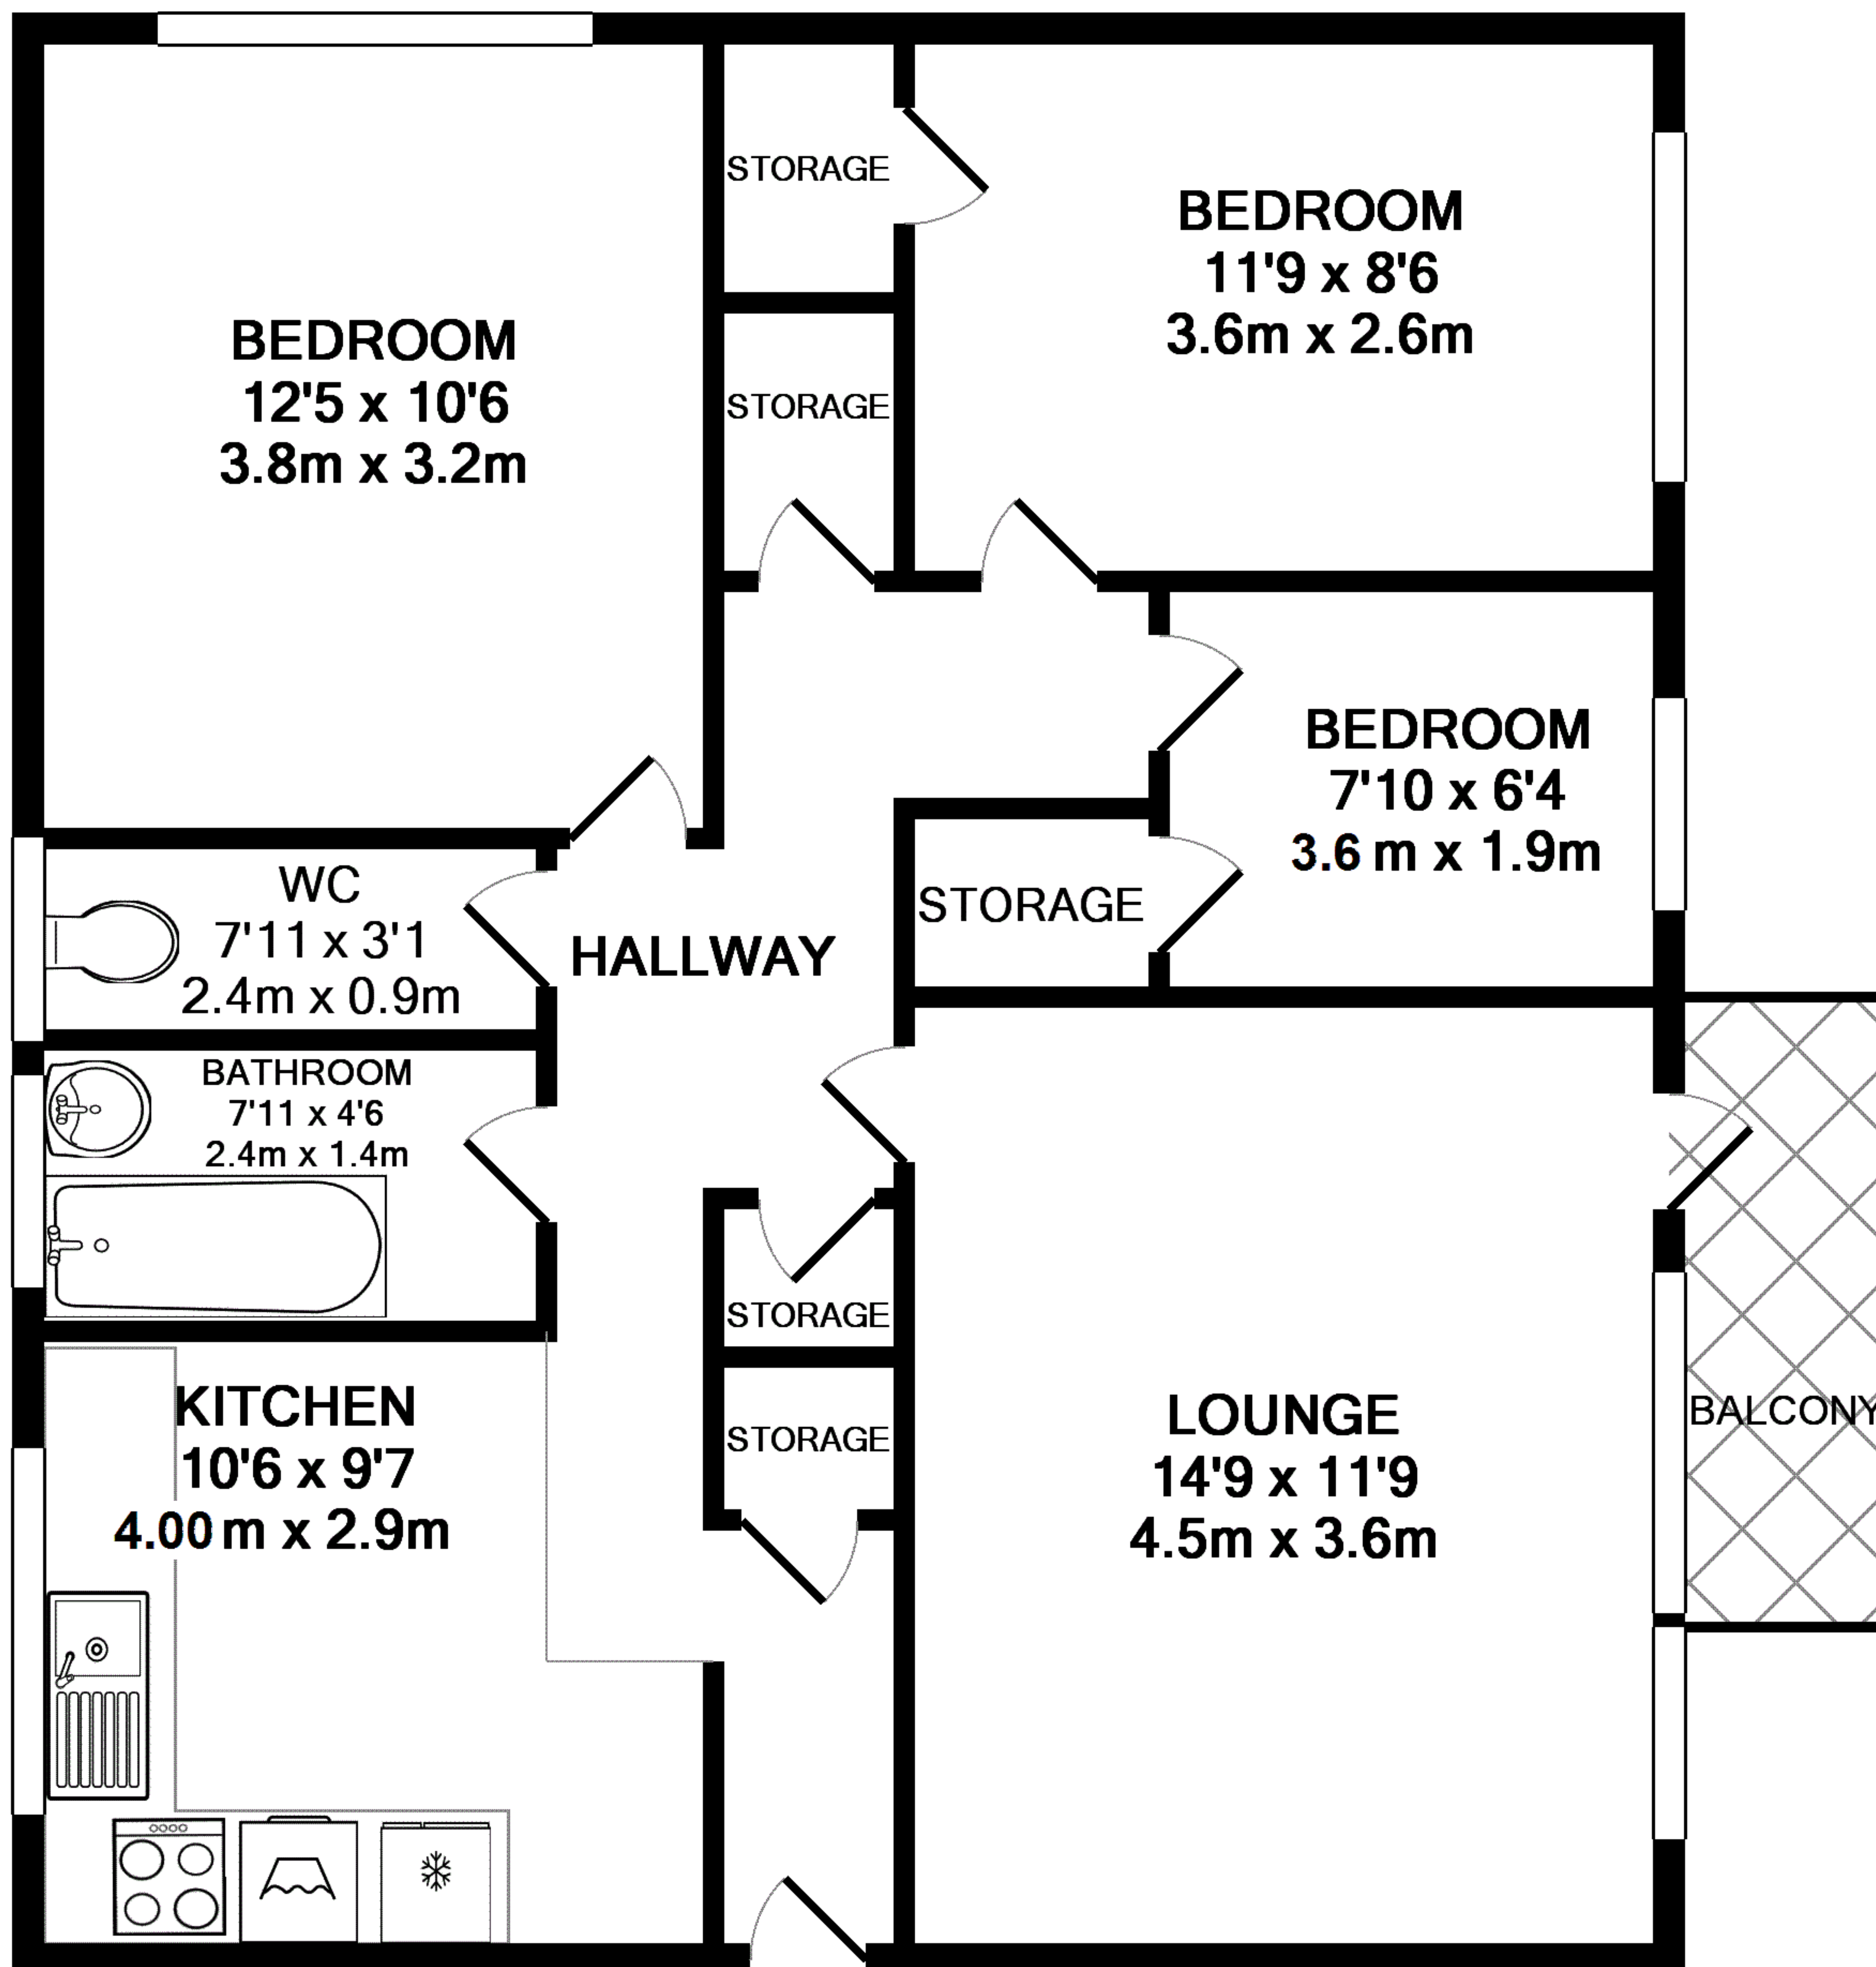 STORAGE
BEDROOM
11'9 x 8'6
3.6m x 2.6m
BEDROOM
12'5 x 10'6
3.8m x 3.2m
STORAGE
BEDROOM
7'10 x 6'4
3.6 m x 1.9m
WC
7'11 x 3'1
2.4m x 0.9m
HALLWAY
STORAGE
BATHROOM
7'11 x 4'6
2.4m x 1.4m
STORAGE
KITCHEN
10'6 x 9'7
4.00 m x 2.9m
STORAGE
LOUNGE
14'9 x 11'9
4.5m x 3.6m
BALCONY